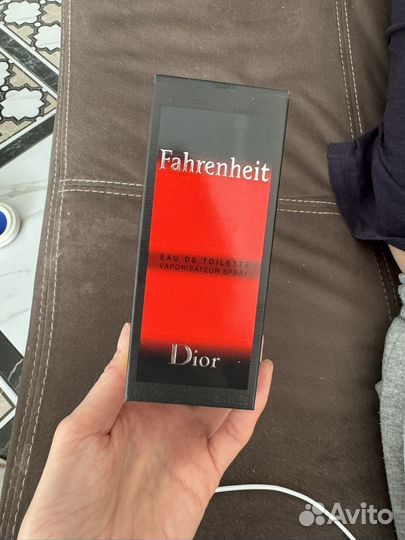 Fahrenheit
EAU DE TOILETTE
VAPORISATEUR SPRAY
Dior
Avito